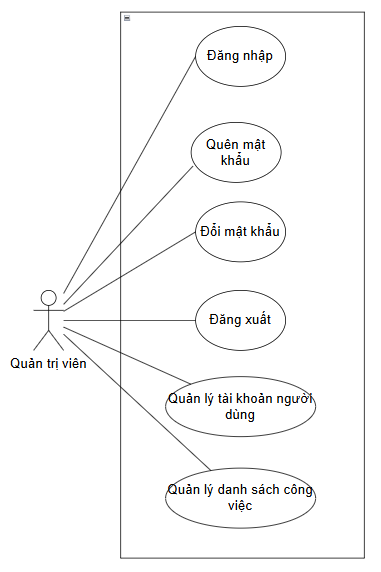 Đăng nhập
Quên mật
khẩu
Đổi mật khẩu
Đăng xuất
Quản trị viên
Quản lý tài khoản người
dùng
Quản lý danh sách công
việc